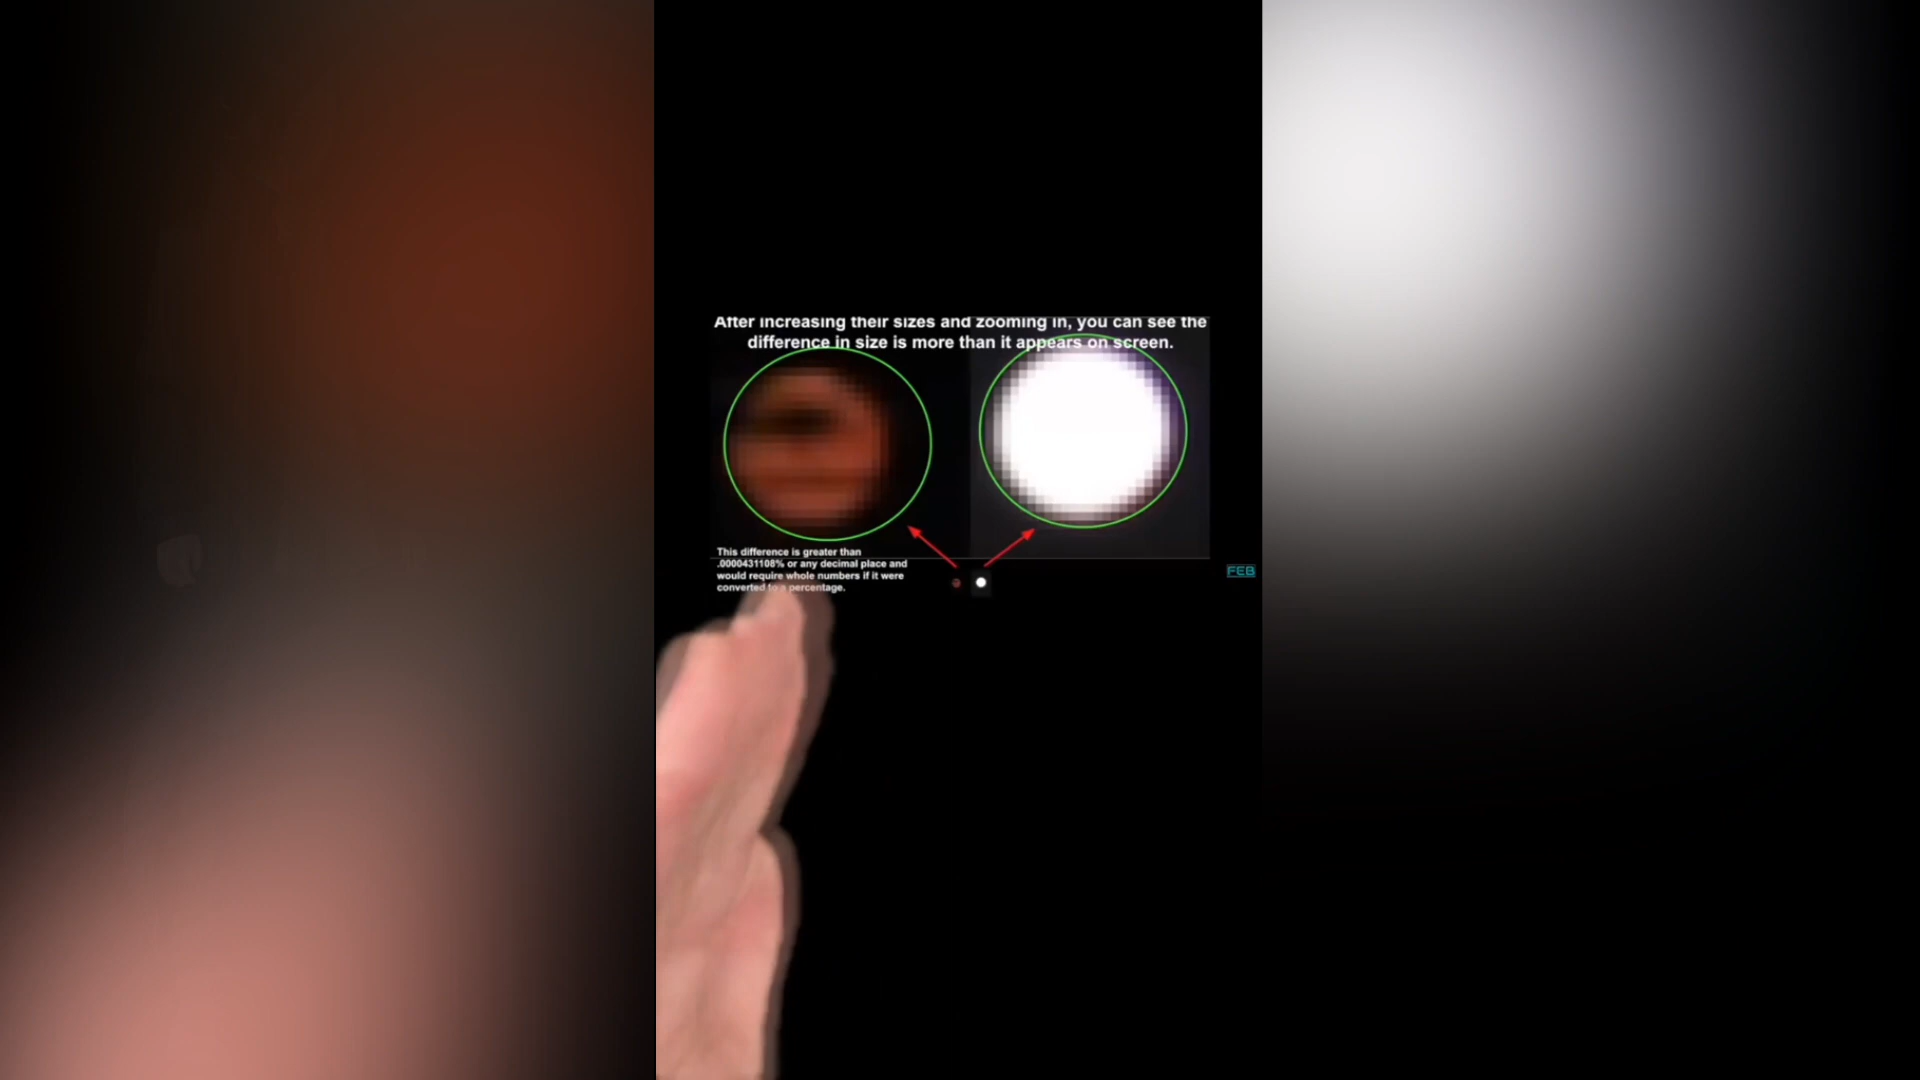 After increasing their sizes and zooming in, you can see the
difference in size is more than it appears on screen.
This difference is greater than
.0000431108% or any decimal place and
would require whole numbers if it were
converted to a percentage.
FEB